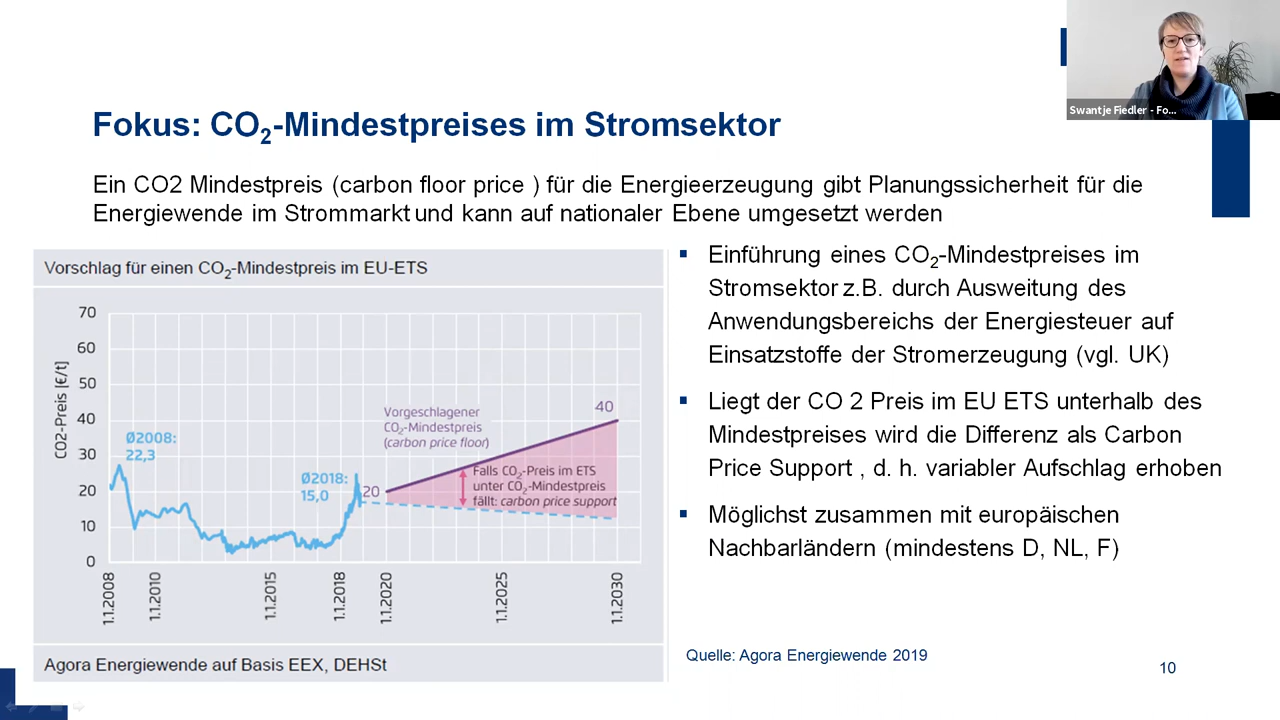 Swantje Fiedler - Fo...
Fokus: CO2-Mindestpreises im Stromsektor
Ein CO2 Mindestpreis (carbon floor price ) für die Energieerzeugung gibt Planungssicherheit für die
Energiewende im Strommarkt und kann auf nationaler Ebene umgesetzt werden
Vorschlag für einen CO2-Mindestpreis im EU-ETS
CO2-Preis [€/t]
70
60
50
40
30
20
10
0
Ø2008:
22,3
Ø2018:
15,0
20
Vorgeschlagener
CO2-Mindestpreis
(carbon price floor)
40
Falls CO2-Preis im ETS
unter CO2-Mindestpreis
fällt: carbon price support
1.1.2008
1.1.2010
1.1.2015
1.1.2018
1.1.2020
1.1.2025
1.1.2030
Agora Energiewende auf Basis EEX, DEHSt
▪ Einführung eines CO2-Mindestpreises im
Stromsektor z.B. durch Ausweitung des
Anwendungsbereichs der Energiesteuer auf
Einsatzstoffe der Stromerzeugung (vgl. UK)
▪ Liegt der CO 2 Preis im EU ETS unterhalb des
Mindestpreises wird die Differenz als Carbon
Price Support , d. h. variabler Aufschlag erhoben
▪ Möglichst zusammen mit europäischen
Nachbarländern (mindestens D, NL, F)
Quelle: Agora Energiewende 2019
10